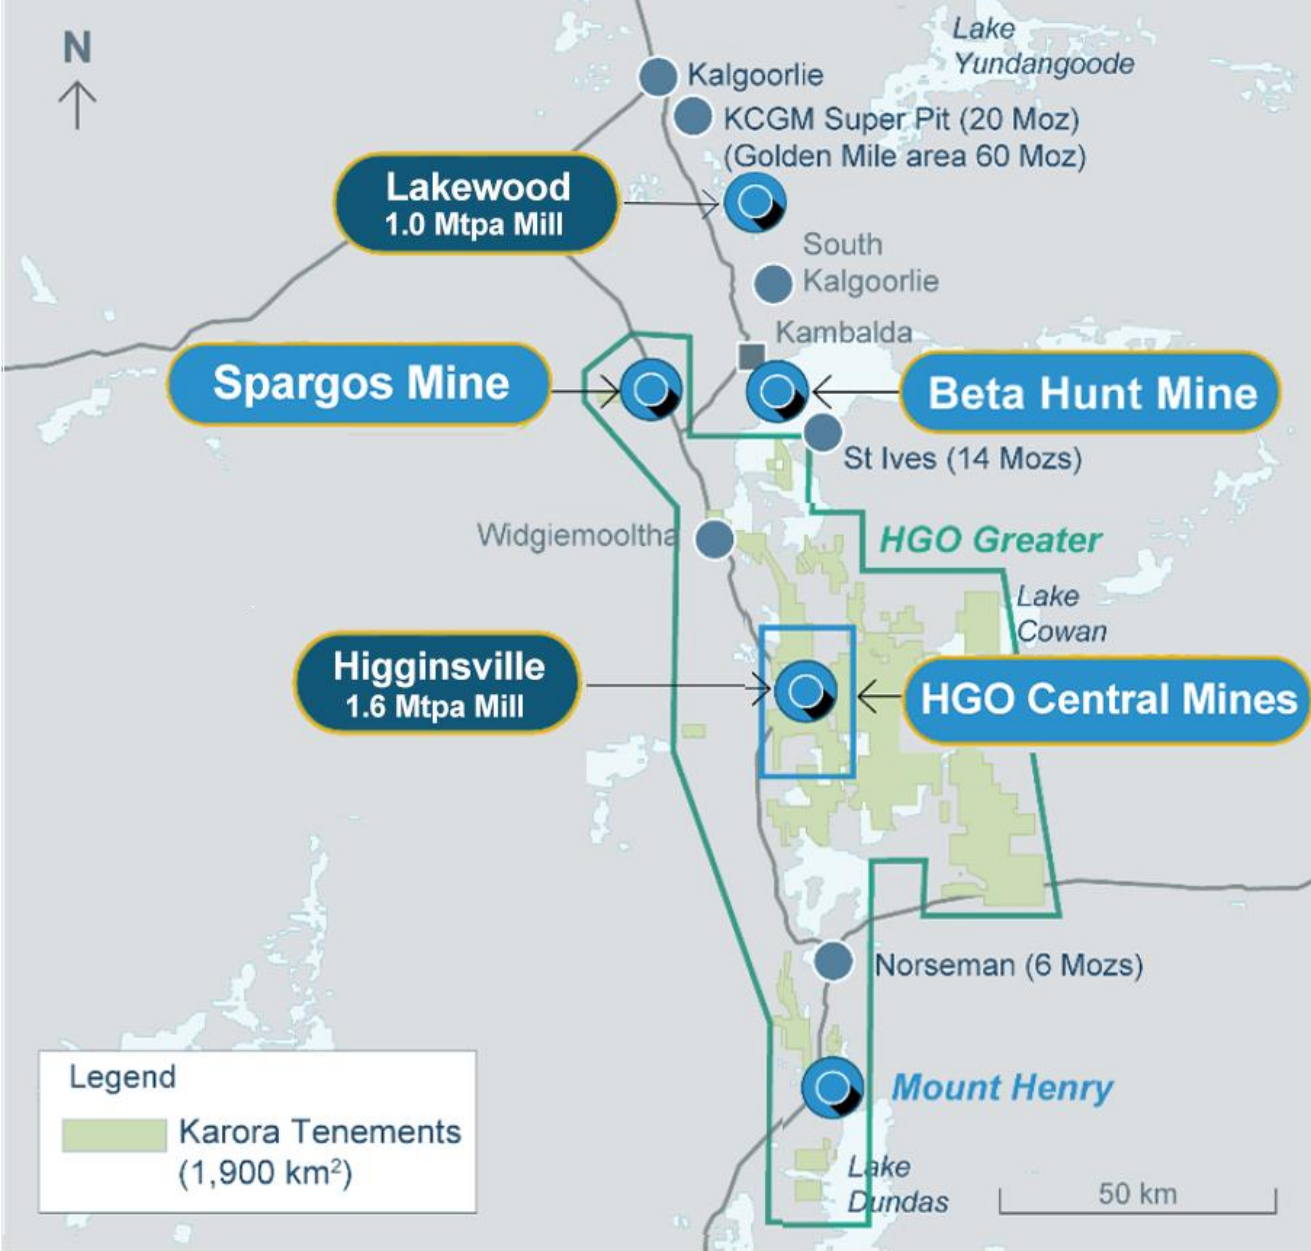 N
Lake
Yundangoode
Kalgoorlie
KCGM Super Pit (20 Moz)
(Golden Mile area 60 Moz)
Lakewood
1.0 Mtpa Mill
South
Kalgoorlie
Kambalda
Spargos Mine
Beta Hunt Mine
St Ives (14 Mozs)
Widgiemooltha
HGO Greater
Lake
Cowan
Higginsville
1.6 Mtpa Mill
HGO Central Mines
Norseman (6 Mozs)
Mount Henry
Legend
Karora Tenements
(1,900 km²)
Lake
Dundas
50 km